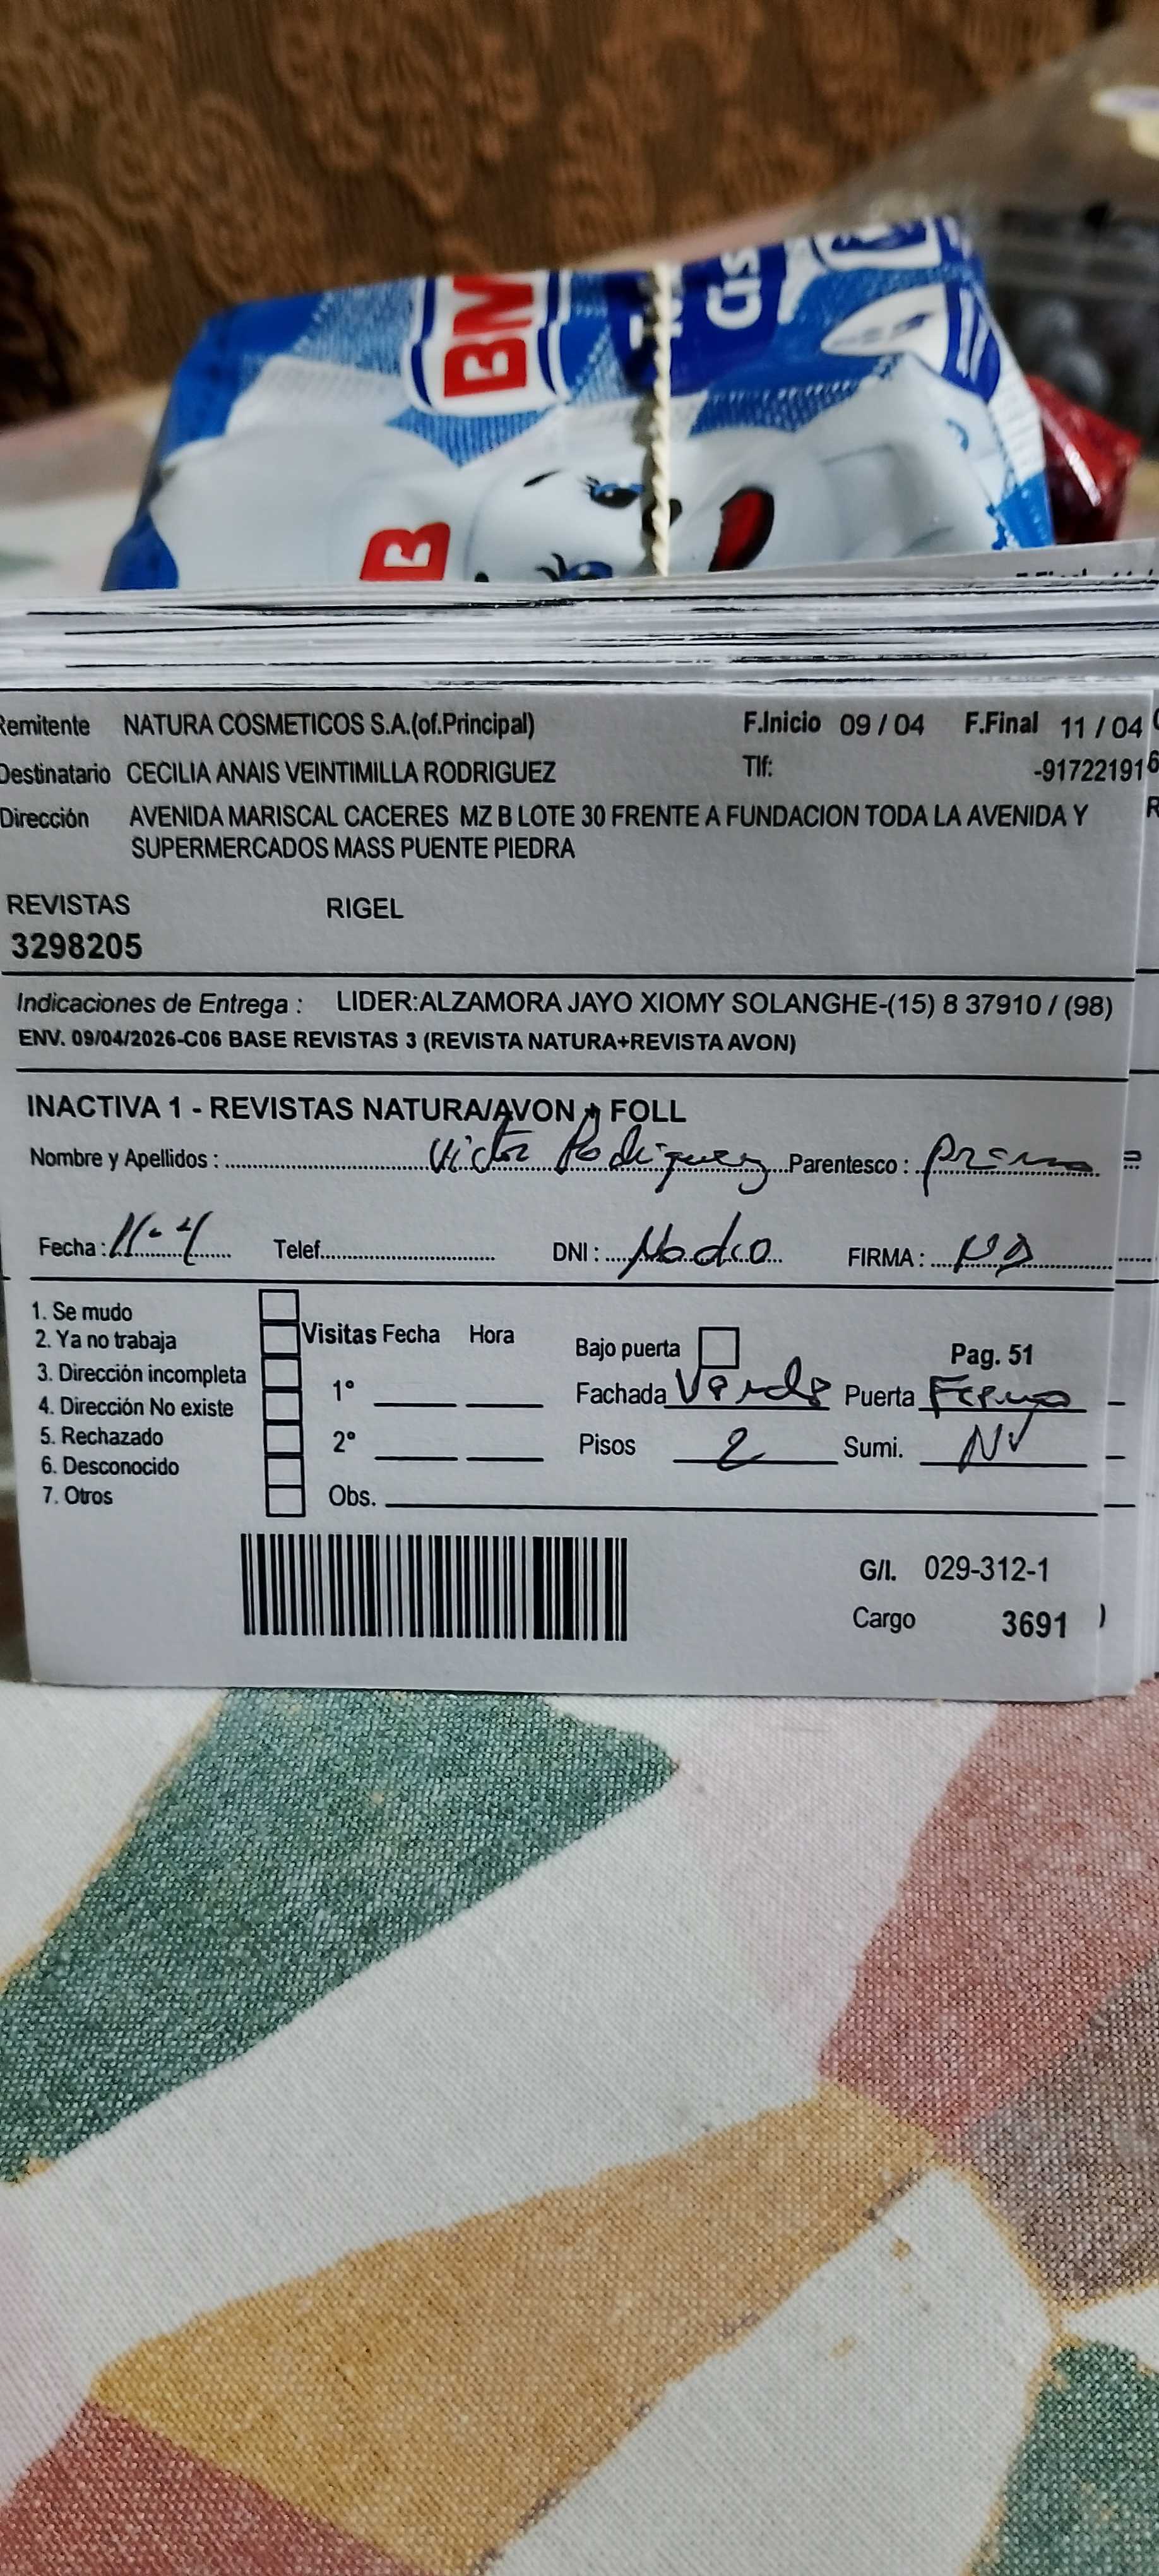 BM
Remitente NATURA COSMETICOS S.A.(of.Principal) F.Inicio 09 / 04 F.Final 11 / 04
Destinatario CECILIA ANAIS VEINTIMILLA RODRIGUEZ Tlf: -917221916
Dirección AVENIDA MARISCAL CACERES MZ B LOTE 30 FRENTE A FUNDACION TODA LA AVENIDA Y
SUPERMERCADOS MASS PUENTE PIEDRA
REVISTAS RIGEL
3298205
Indicaciones de Entrega : LIDER:ALZAMORA JAYO XIOMY SOLANGHE-(15) 8 37910 / (98)
ENV. 09/04/2026-C06 BASE REVISTAS 3 (REVISTA NATURA+REVISTA AVON)
INACTIVA 1 - REVISTAS NATURA/AVON + FOLL
Nombre y Apellidos : Victor Rodriguez Parentesco : Primo
Fecha : 11-4 Telef. DNI : No dio FIRMA :
1. Se mudo
2. Ya no trabaja Visitas Fecha Hora Bajo puerta Pag. 51
3. Dirección incompleta 1° Fachada Verde Puerta Fierro
4. Dirección No existe
5. Rechazado 2° Pisos 2 Sumi.
6. Desconocido
7. Otros Obs.
G/I. 029-312-1
Cargo 3691